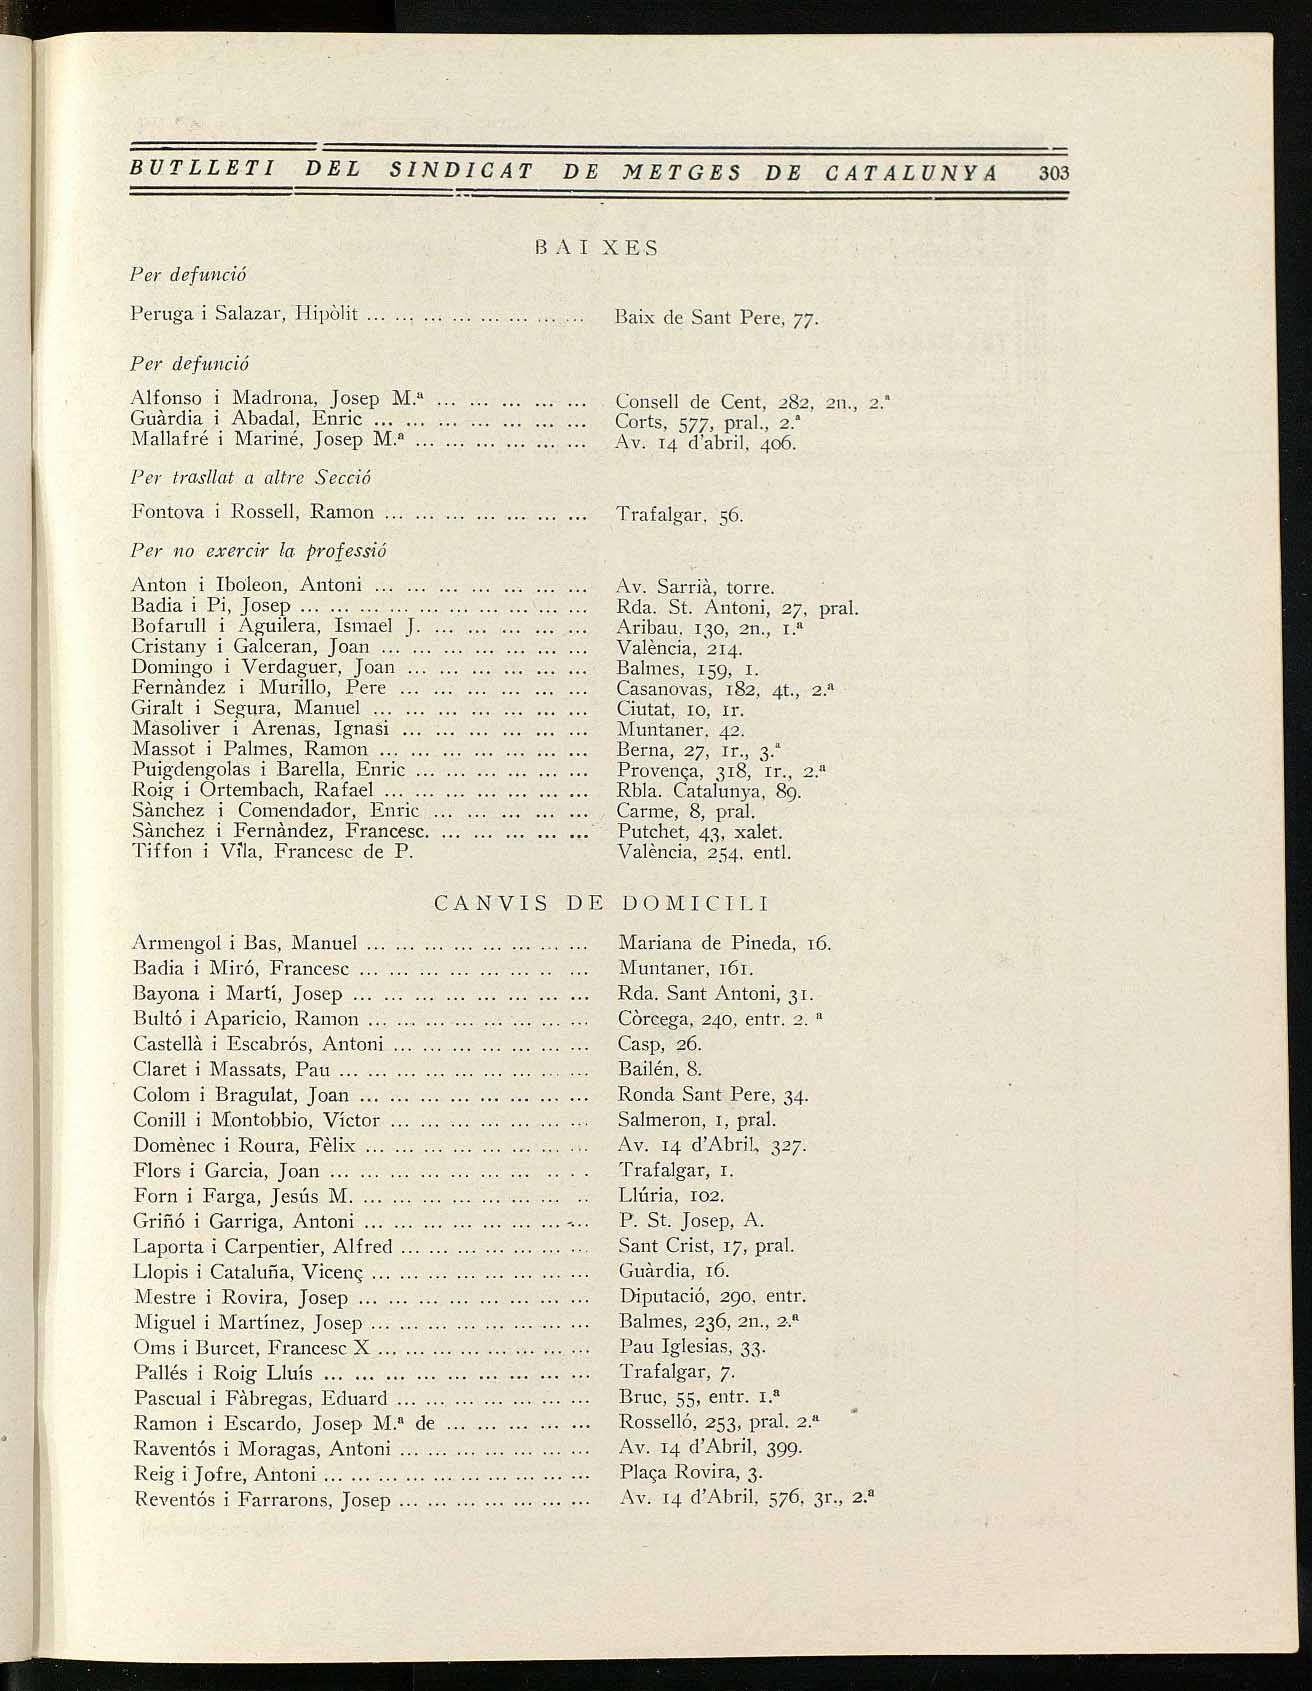 BUTLLETI DEL SINDICAT DE METGES DE CATALUNYA 303
BAIXES
Per defunció
Peruga i Salazar, Hipòlit ... ... ... ... ... ... ... ... Baix de Sant Pere, 77.
Per defunció
Alfonso i Madrona, Josep M.ª ... ... ... ... ... Consell de Cent, 282, 2n., 2.ª
Guàrdia i Abadal, Enric ... ... ... ... ... ... ... Corts, 577, pral., 2.ª
Mallafré i Mariné, Josep M.ª ... ... ... ... ... ... Av. 14 d'abril, 406.
Per trasllat a altre Secció
Fontova i Rossell, Ramon ... ... ... ... ... ... ... Trafalgar, 56.
Per no exercir la professió
Anton i Iboleon, Antoni ... ... ... ... ... ... ... Av. Sarrià, torre.
Badia i Pi, Josep ... ... ... ... ... ... ... ... ... ... Rda. St. Antoni, 27, pral.
Bofarull i Aguilera, Ismael J. ... ... ... ... ... Aribau, 130, 2n., 1.ª
Cristany i Galceran, Joan ... ... ... ... ... ... ... València, 214.
Domingo i Verdaguer, Joan ... ... ... ... ... ... Balmes, 159, 1.
Fernàndez i Murillo, Pere ... ... ... ... ... ... Casanovas, 182, 4t., 2.ª
Giralt i Segura, Manuel ... ... ... ... ... ... ... Ciutat, 10, 1r.
Masoliver i Arenas, Ignasi ... ... ... ... ... ... Muntaner, 42.
Massot i Palmes, Ramon ... ... ... ... ... ... ... Berna, 27, 1r., 3.ª
Puigdengolas i Barella, Enric ... ... ... ... ... ... Provença, 318, 1r., 2.ª
Roig i Ortembach, Rafael ... ... ... ... ... ... ... Rbla. Catalunya, 89.
Sànchez i Comendador, Enric ... ... ... ... ... Carme, 8, pral.
Sànchez i Fernàndez, Francesc. ... ... ... ... ... Putchet, 43, xalet.
Tiffon i Vila, Francesc de P. València, 254, entl.
CANVIS DE DOMICILI
Armengol i Bas, Manuel ... ... ... ... ... ... ... ... Mariana de Pineda, 16.
Badia i Miró, Francesc ... ... ... ... ... ... .. ... Muntaner, 161.
Bayona i Martí, Josep ... ... ... ... ... ... ... ... Rda. Sant Antoni, 31.
Bultó i Aparicio, Ramon ... ... ... ... ... ... ... ... Còrcega, 240, entr. 2. ª
Castellà i Escabrós, Antoni ... ... ... ... ... ... ... Casp, 26.
Claret i Massats, Pau ... ... ... ... ... ... ... ... ... Bailén, 8.
Colom i Bragulat, Joan ... ... ... ... ... ... ... ... Ronda Sant Pere, 34.
Conill i Montobbio, Víctor ... ... ... ... ... ... ... Salmeron, 1, pral.
Domènec i Roura, Fèlix ... ... ... ... ... ... ... ... Av. 14 d'Abril, 327.
Flors i Garcia, Joan ... ... ... ... ... ... ... .. . . Trafalgar, 1.
Forn i Farga, Jesús M. ... ... ... ... ... ... ... .. Llúria, 102.
Griñó i Garriga, Antoni ... ... ... ... ... ... ... ... P. St. Josep, A.
Laporta i Carpentier, Alfred ... ... ... ... ... ... ... Sant Crist, 17, pral.
Llopis i Cataluña, Vicenç ... ... ... ... ... ... ... ... Guàrdia, 16.
Mestre i Rovira, Josep ... ... ... ... ... ... ... ... Diputació, 290, entr.
Miguel i Martínez, Josep ... ... ... ... ... ... ... ... Balmes, 236, 2n., 2.ª
Oms i Burcet, Francesc X ... ... ... ... ... ... ... ... Pau Iglesias, 33.
Pallés i Roig Lluís ... ... ... ... ... ... ... ... ... Trafalgar, 7.
Pascual i Fàbregas, Eduard ... ... ... ... ... ... ... Bruc, 55, entr. 1.ª
Ramon i Escardo, Josep M.ª de ... ... ... ... ... Rosselló, 253, pral. 2.ª
Raventós i Moragas, Antoni ... ... ... ... ... ... ... Av. 14 d'Abril, 399.
Reig i Jofre, Antoni ... ... ... ... ... ... ... ... ... ... Plaça Rovira, 3.
Reventós i Farrarons, Josep ... ... ... ... ... ... ... Av. 14 d'Abril, 576, 3r., 2.ª